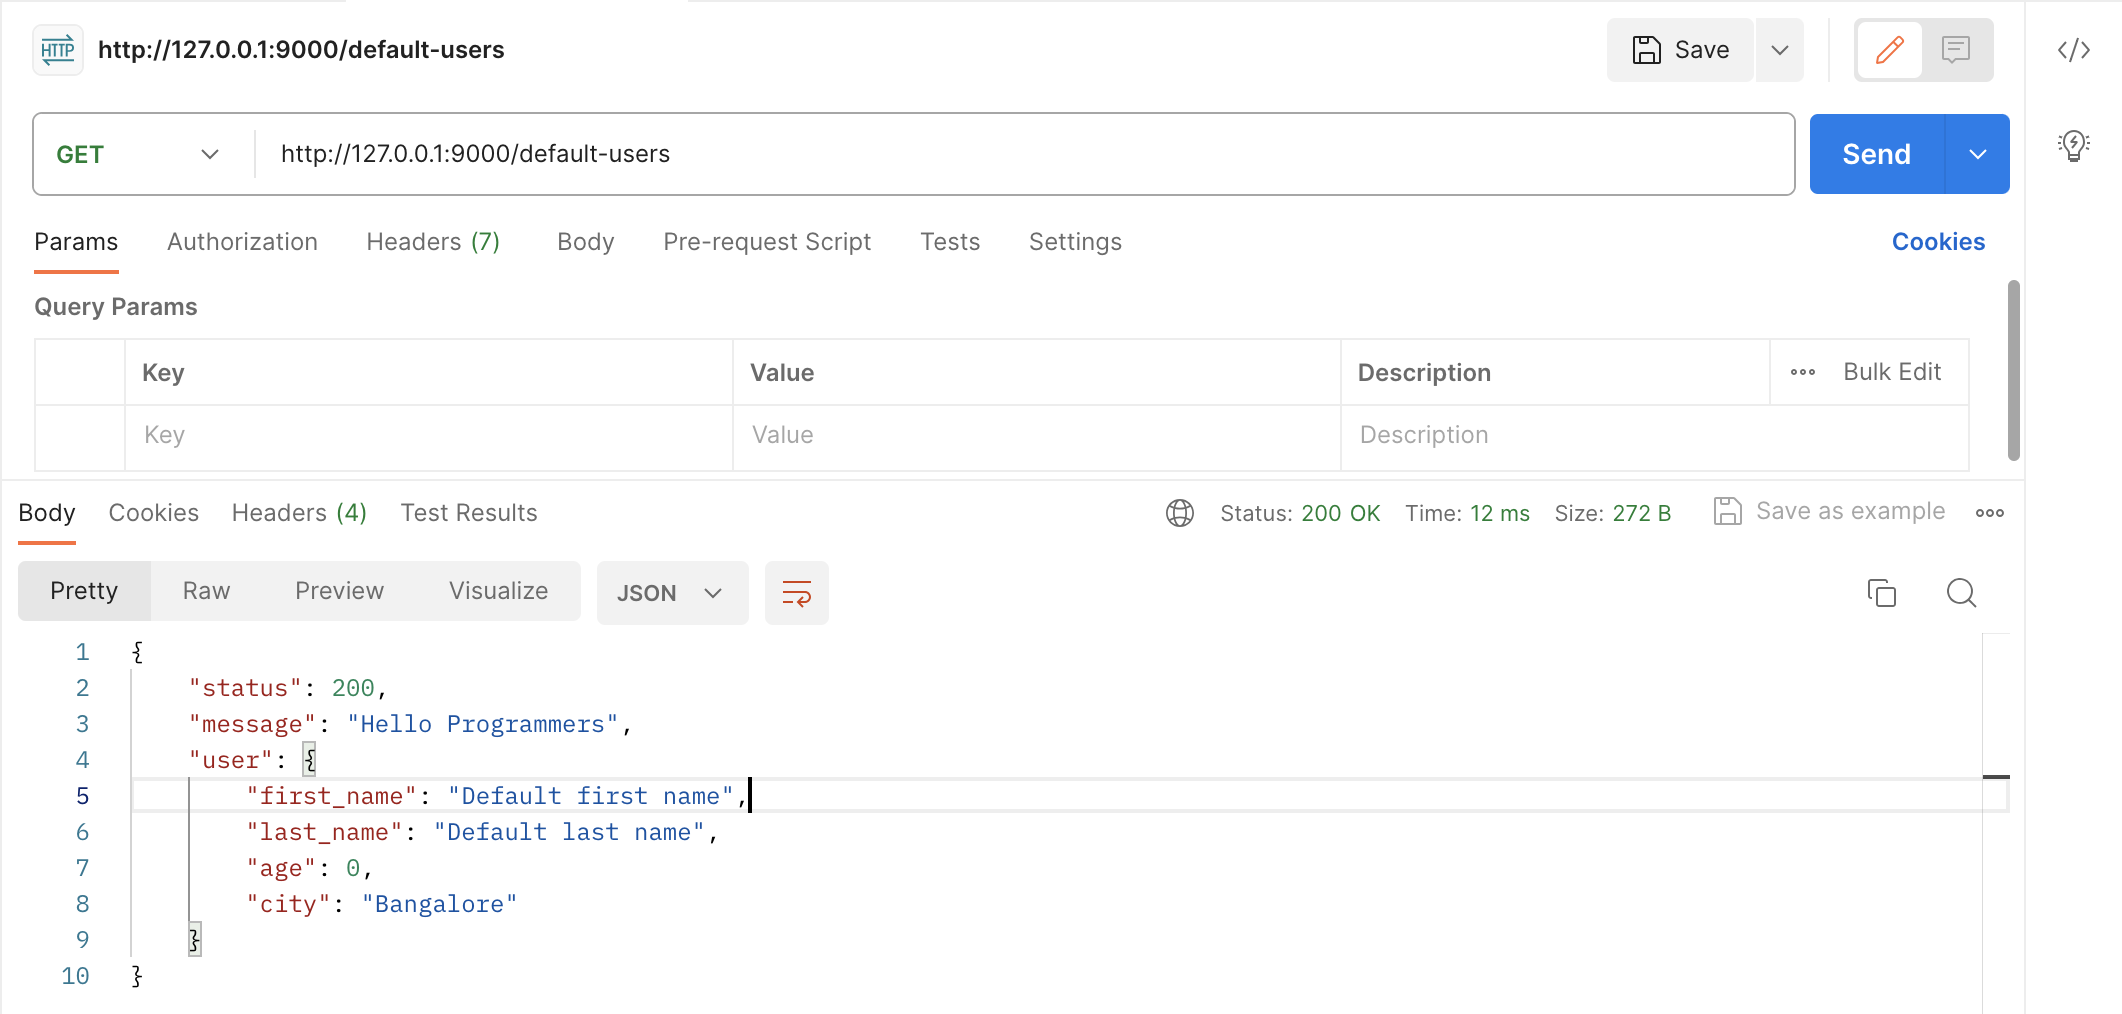 HTTP http://127.0.0.1:9000/default-users Save
GET http://127.0.0.1:9000/default-users Send
Params Authorization Headers (7) Body Pre-request Script Tests Settings Cookies
Query Params
Key Value Description Bulk Edit
Key Value Description
Body Cookies Headers (4) Test Results Status: 200 OK Time: 12 ms Size: 272 B Save as example
Pretty Raw Preview Visualize JSON
1 {
2 "status": 200,
3 "message": "Hello Programmers",
4 "user": {
5 "first_name": "Default first name",
6 "last_name": "Default last name",
7 "age": 0,
8 "city": "Bangalore"
9 }
10 }